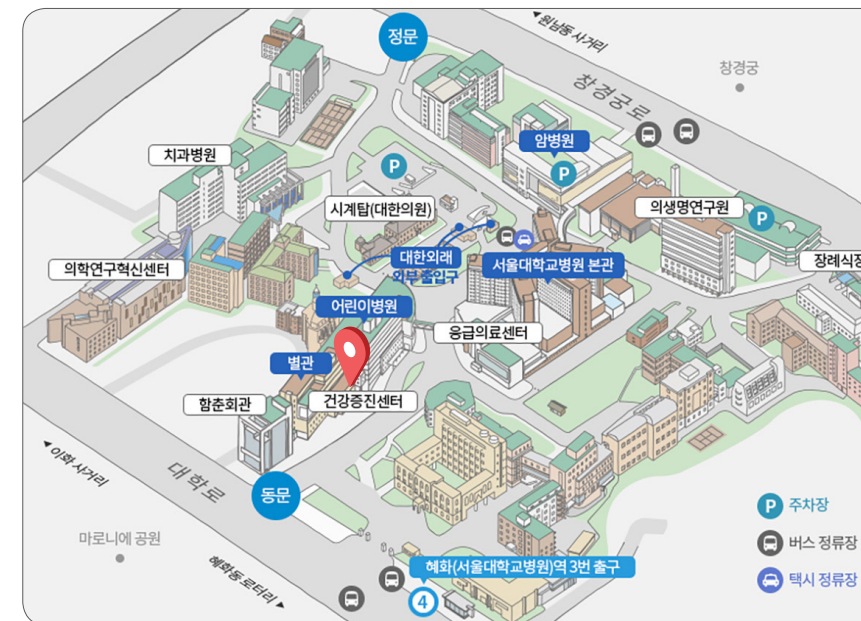 정문
◀ 원남동 사거리
창경궁로
창경궁
암병원
P
치과병원
P
시계탑(대한의원)
의생명연구원
P
의학연구혁신센터
대한외래
외부출입구
서울대학교병원 본관
장례식장
어린이병원
응급의료센터
별관
건강증진센터
함춘회관
◀ 이화 사거리
대학로
동문
마로니에 공원
혜화동 로터리 ▶
혜화(서울대학교병원)역 3번 출구
4
P 주차장
버스 정류장
택시 정류장